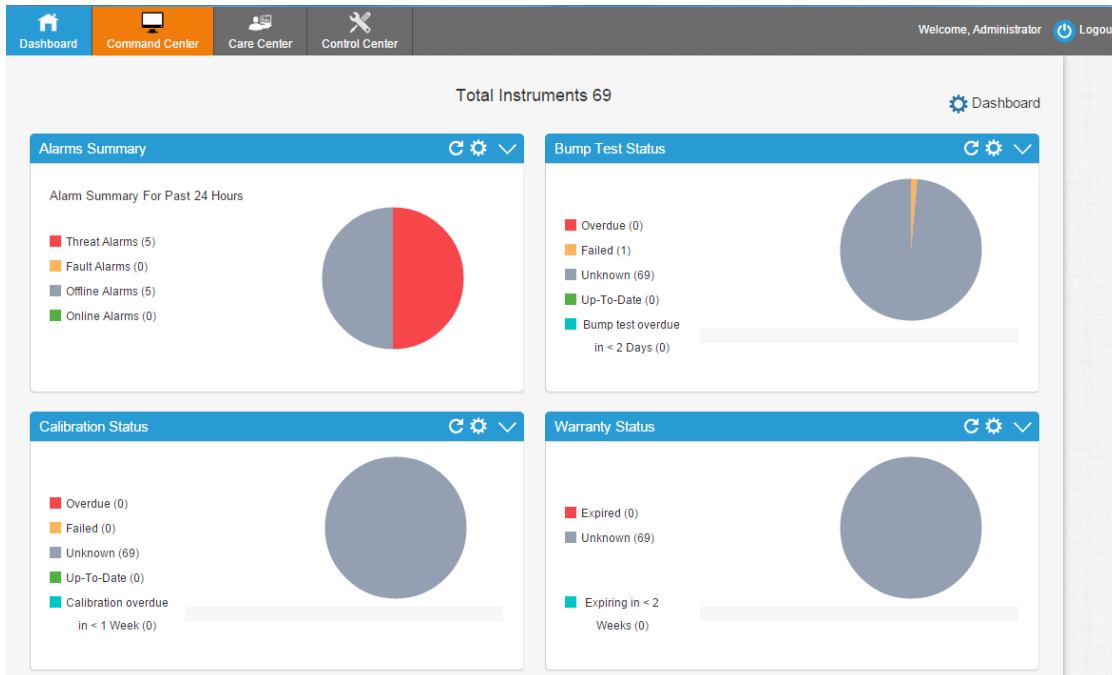 Dashboard
Command Center
Care Center
Control Center
Welcome, Administrator
Logou
Total Instruments 69
Dashboard
Alarms Summary
Alarm Summary For Past 24 Hours
Threat Alarms (5)
Fault Alarms (0)
Offline Alarms (5)
Online Alarms (0)
Bump Test Status
Overdue (0)
Failed (1)
Unknown (69)
Up-To-Date (0)
Bump test overdue
in < 2 Days (0)
Calibration Status
Overdue (0)
Failed (0)
Unknown (69)
Up-To-Date (0)
Calibration overdue
in < 1 Week (0)
Warranty Status
Expired (0)
Unknown (69)
Expiring in < 2
Weeks (0)